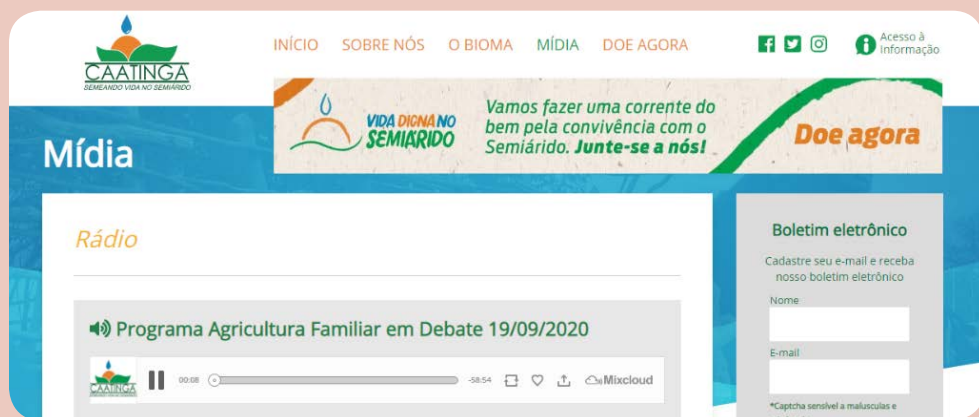 CAATINGA
SEMEANDO VIDA NO SEMIÁRIDO
INÍCIO SOBRE NÓS O BIOMA MÍDIA DOE AGORA
Acesso à
Informação
VIDA DIGNA NO
SEMIÁRIDO
Vamos fazer uma corrente do
bem pela convivência com o
Semiárido. Junte-se a nós!
Doe agora
Mídia
Rádio
Programa Agricultura Familiar em Debate 19/09/2020
CAATINGA
00:08
-58:54
Mixcloud
Boletim eletrônico
Cadastre seu e-mail e receba
nosso boletim eletrônico
Nome
E-mail
*Captcha sensível a maiusculas e